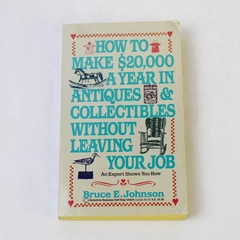 HOW TO
MAKE $20,000
A YEAR IN
ANTIQUES &
COLLECTIBLES
WITHOUT
LEAVING
YOUR JOB
An Expert Shows You How
Bruce E. Johnson